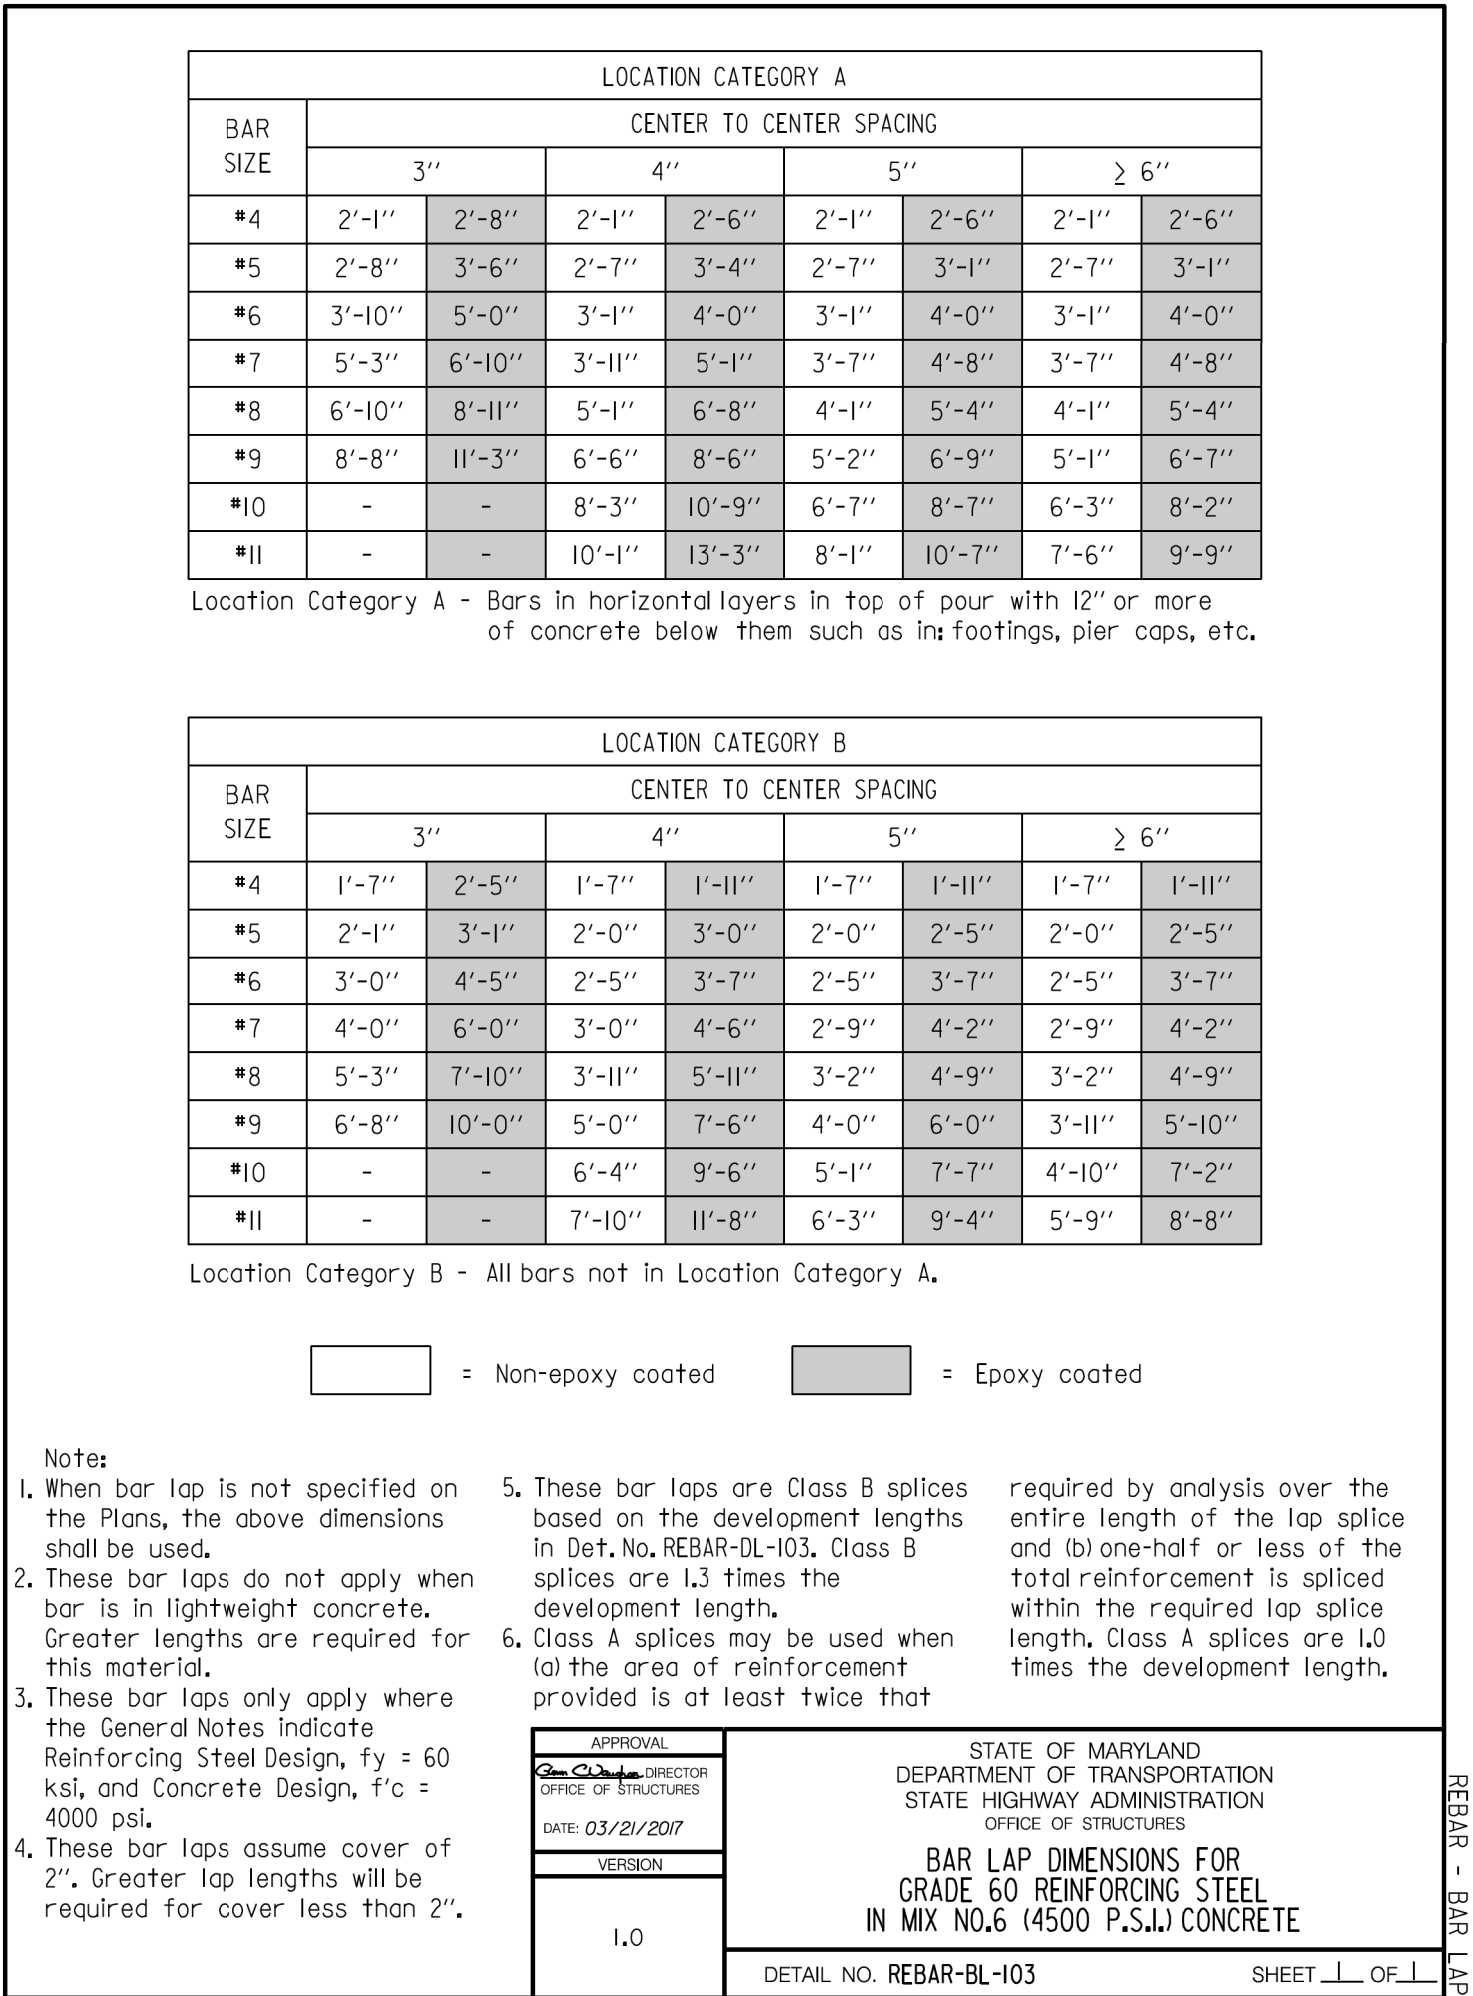 LOCATION CATEGORY A
BAR SIZE
CENTER TO CENTER SPACING
3'' 4'' 5'' ≥ 6''
#4 2'-1'' 2'-8'' 2'-1'' 2'-6'' 2'-1'' 2'-6'' 2'-1'' 2'-6''
#5 2'-8'' 3'-6'' 2'-7'' 3'-4'' 2'-7'' 3'-1'' 2'-7'' 3'-1''
#6 3'-10'' 5'-0'' 3'-1'' 4'-0'' 3'-1'' 4'-0'' 3'-1'' 4'-0''
#7 5'-3'' 6'-10'' 3'-11'' 5'-1'' 3'-7'' 4'-8'' 3'-7'' 4'-8''
#8 6'-10'' 8'-11'' 5'-1'' 6'-8'' 4'-1'' 5'-4'' 4'-1'' 5'-4''
#9 8'-8'' 11'-3'' 6'-6'' 8'-6'' 5'-2'' 6'-9'' 5'-1'' 6'-7''
#10 - - 8'-3'' 10'-9'' 6'-7'' 8'-7'' 6'-3'' 8'-2''
#11 - - 10'-1'' 13'-3'' 8'-1'' 10'-7'' 7'-6'' 9'-9''
Location Category A - Bars in horizontal layers in top of pour with 12'' or more
of concrete below them such as in: footings, pier caps, etc.
LOCATION CATEGORY B
BAR SIZE
CENTER TO CENTER SPACING
3'' 4'' 5'' ≥ 6''
#4 1'-7'' 2'-5'' 1'-7'' 1'-11'' 1'-7'' 1'-11'' 1'-7'' 1'-11''
#5 2'-1'' 3'-1'' 2'-0'' 3'-0'' 2'-0'' 2'-5'' 2'-0'' 2'-5''
#6 3'-0'' 4'-5'' 2'-5'' 3'-7'' 2'-5'' 3'-7'' 2'-5'' 3'-7''
#7 4'-0'' 6'-0'' 3'-0'' 4'-6'' 2'-9'' 4'-2'' 2'-9'' 4'-2''
#8 5'-3'' 7'-10'' 3'-11'' 5'-11'' 3'-2'' 4'-9'' 3'-2'' 4'-9''
#9 6'-8'' 10'-0'' 5'-0'' 7'-6'' 4'-0'' 6'-0'' 3'-11'' 5'-10''
#10 - - 6'-4'' 9'-6'' 5'-1'' 7'-7'' 4'-10'' 7'-2''
#11 - - 7'-10'' 11'-8'' 6'-3'' 9'-4'' 5'-9'' 8'-8''
Location Category B - All bars not in Location Category A.
= Non-epoxy coated
= Epoxy coated
Note:
1. When bar lap is not specified on
the Plans, the above dimensions
shall be used.
2. These bar laps do not apply when
bar is in lightweight concrete.
Greater lengths are required for
this material.
3. These bar laps only apply where
the General Notes indicate
Reinforcing Steel Design, fy = 60
ksi, and Concrete Design, f'c =
4000 psi.
4. These bar laps assume cover of
2''. Greater lap lengths will be
required for cover less than 2''.
5. These bar laps are Class B splices
based on the development lengths
in Det. No. REBAR-DL-103. Class B
splices are 1.3 times the
development length.
6. Class A splices may be used when
(a) the area of reinforcement
provided is at least twice that
required by analysis over the
entire length of the lap splice
and (b) one-half or less of the
total reinforcement is spliced
within the required lap splice
length. Class A splices are 1.0
times the development length.
APPROVAL
DIRECTOR
OFFICE OF STRUCTURES
DATE: 03/21/2017
VERSION
1.0
STATE OF MARYLAND
DEPARTMENT OF TRANSPORTATION
STATE HIGHWAY ADMINISTRATION
OFFICE OF STRUCTURES
BAR LAP DIMENSIONS FOR
GRADE 60 REINFORCING STEEL
IN MIX NO.6 (4500 P.S.I.) CONCRETE
DETAIL NO. REBAR-BL-103
SHEET 1 OF 1
REBAR - BAR LAP